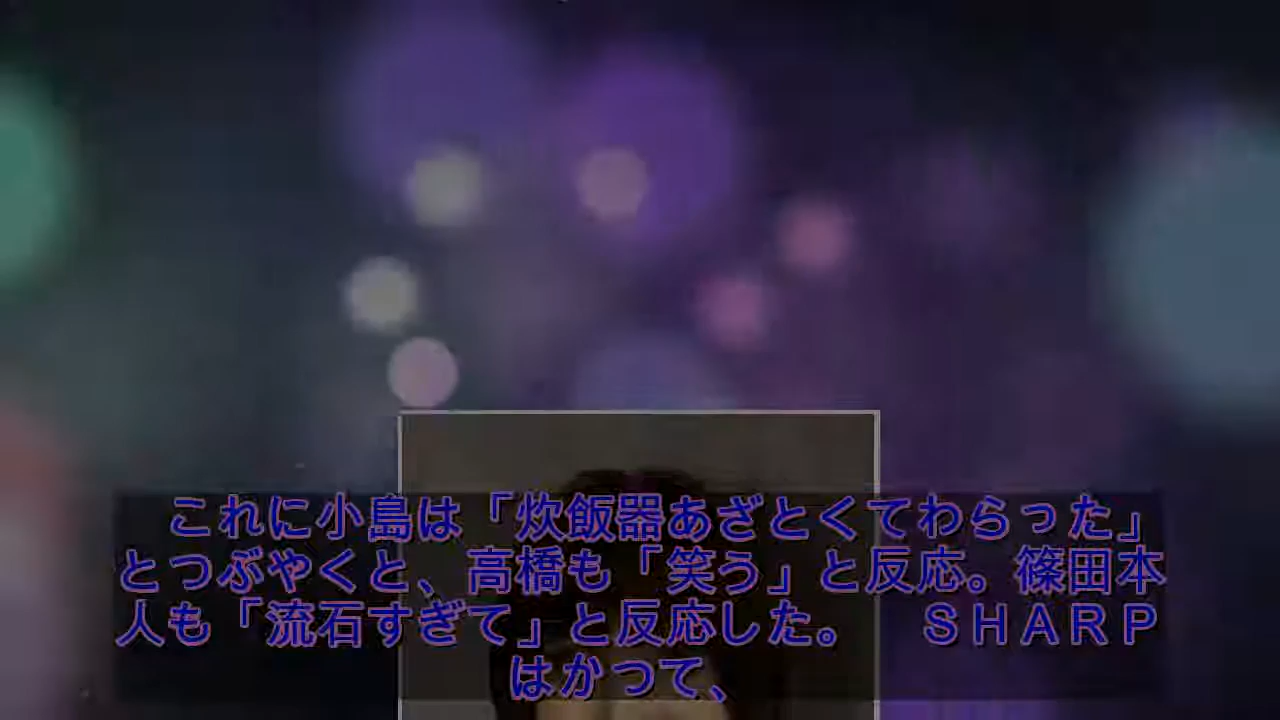 これに小島は「炊飯器あざとくてわらった」
とつぶやくと、高橋も「笑う」と反応。篠田本
人も「流石すぎて」と反応した。　ＳＨＡＲＰ
はかつて、